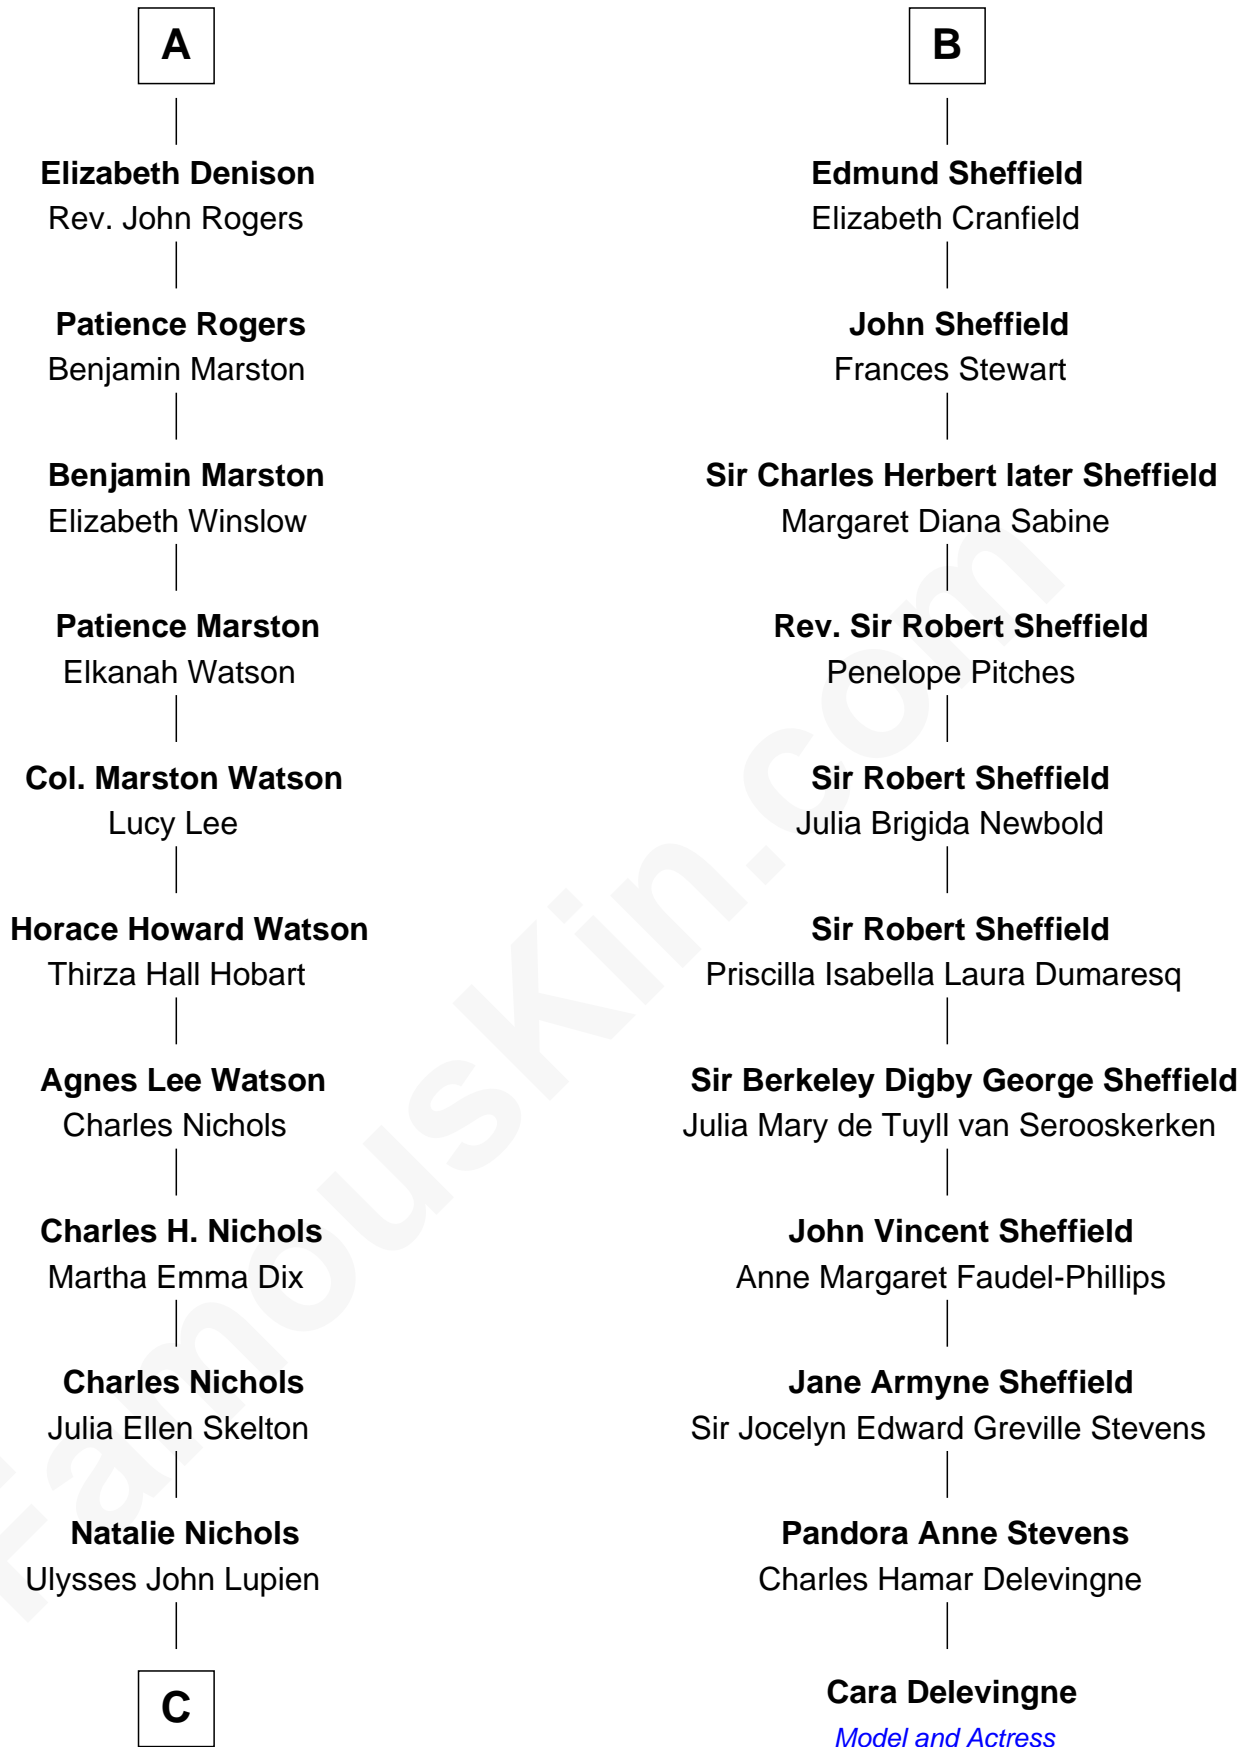 A
Elizabeth Denison
Rev. John Rogers
Patience Rogers
Benjamin Marston
Benjamin Marston
Elizabeth Winslow
Patience Marston
Elkanah Watson
Col. Marston Watson
Lucy Lee
Horace Howard Watson
Thirza Hall Hobart
Agnes Lee Watson
Charles Nichols
Charles H. Nichols
Martha Emma Dix
Charles Nichols
Julia Ellen Skelton
Natalie Nichols
Ulysses John Lupien
C
B
Edmund Sheffield
Elizabeth Cranfield
John Sheffield
Frances Stewart
Sir Charles Herbert later Sheffield
Margaret Diana Sabine
Rev. Sir Robert Sheffield
Penelope Pitches
Sir Robert Sheffield
Julia Brigida Newbold
Sir Robert Sheffield
Priscilla Isabella Laura Dumaresq
Sir Berkeley Digby George Sheffield
Julia Mary de Tuyll van Serooskerken
John Vincent Sheffield
Anne Margaret Faudel-Phillips
Jane Armyne Sheffield
Sir Jocelyn Edward Greville Stevens
Pandora Anne Stevens
Charles Hamar Delevingne
Cara Delevingne
Model and Actress
FamousKin.com